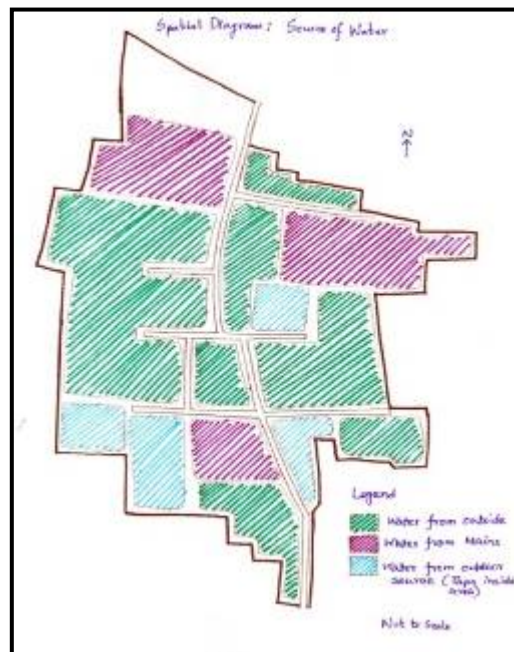 Spatial Diagram: Source of Water
N
Legend
Water from outside
Water from Mains
Water from outdoor
source (Taps inside
area)
Not to Scale